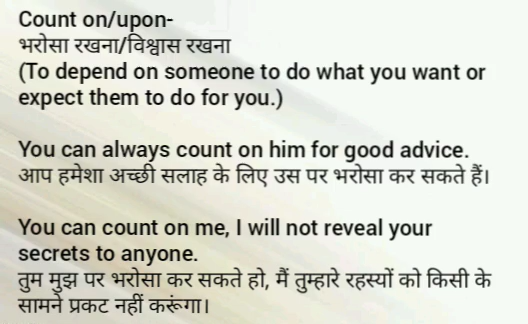 Count on/upon-
भरोसा रखना/विश्वास रखना
(To depend on someone to do what you want or
expect them to do for you.)
You can always count on him for good advice.
आप हमेशा अच्छी सलाह के लिए उस पर भरोसा कर सकते हैं।
You can count on me, I will not reveal your
secrets to anyone.
तुम मुझ पर भरोसा कर सकते हो, मैं तुम्हारे रहस्यों को किसी के
सामने प्रकट नहीं करूंगा।